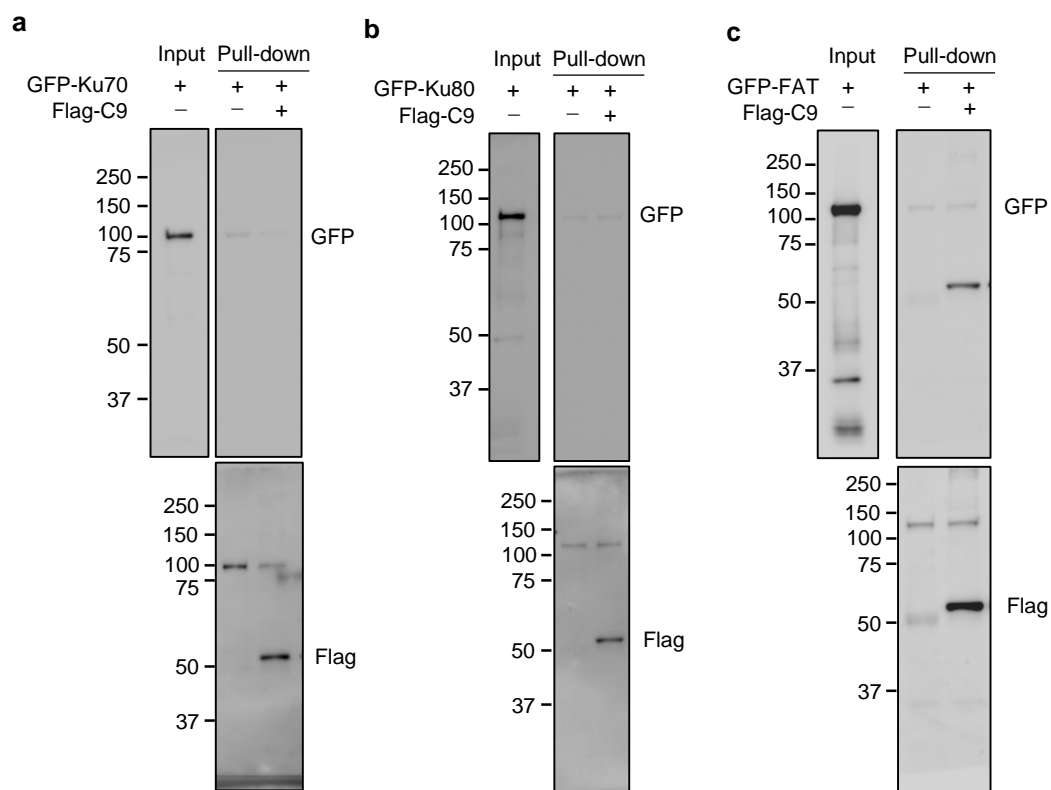 a
Input Pull-down
GFP-Ku70 + + +
Flag-C9 – +
250
150
100
75
50
37
GFP
250
150
100
75
50
37
Flag
b
Input Pull-down
GFP-Ku80 + + +
Flag-C9 – +
250
150
100
75
50
37
GFP
250
150
100
75
50
37
Flag
c
Input Pull-down
GFP-FAT + + +
Flag-C9 – +
250
150
100
75
50
37
GFP
250
150
100
75
50
37
Flag